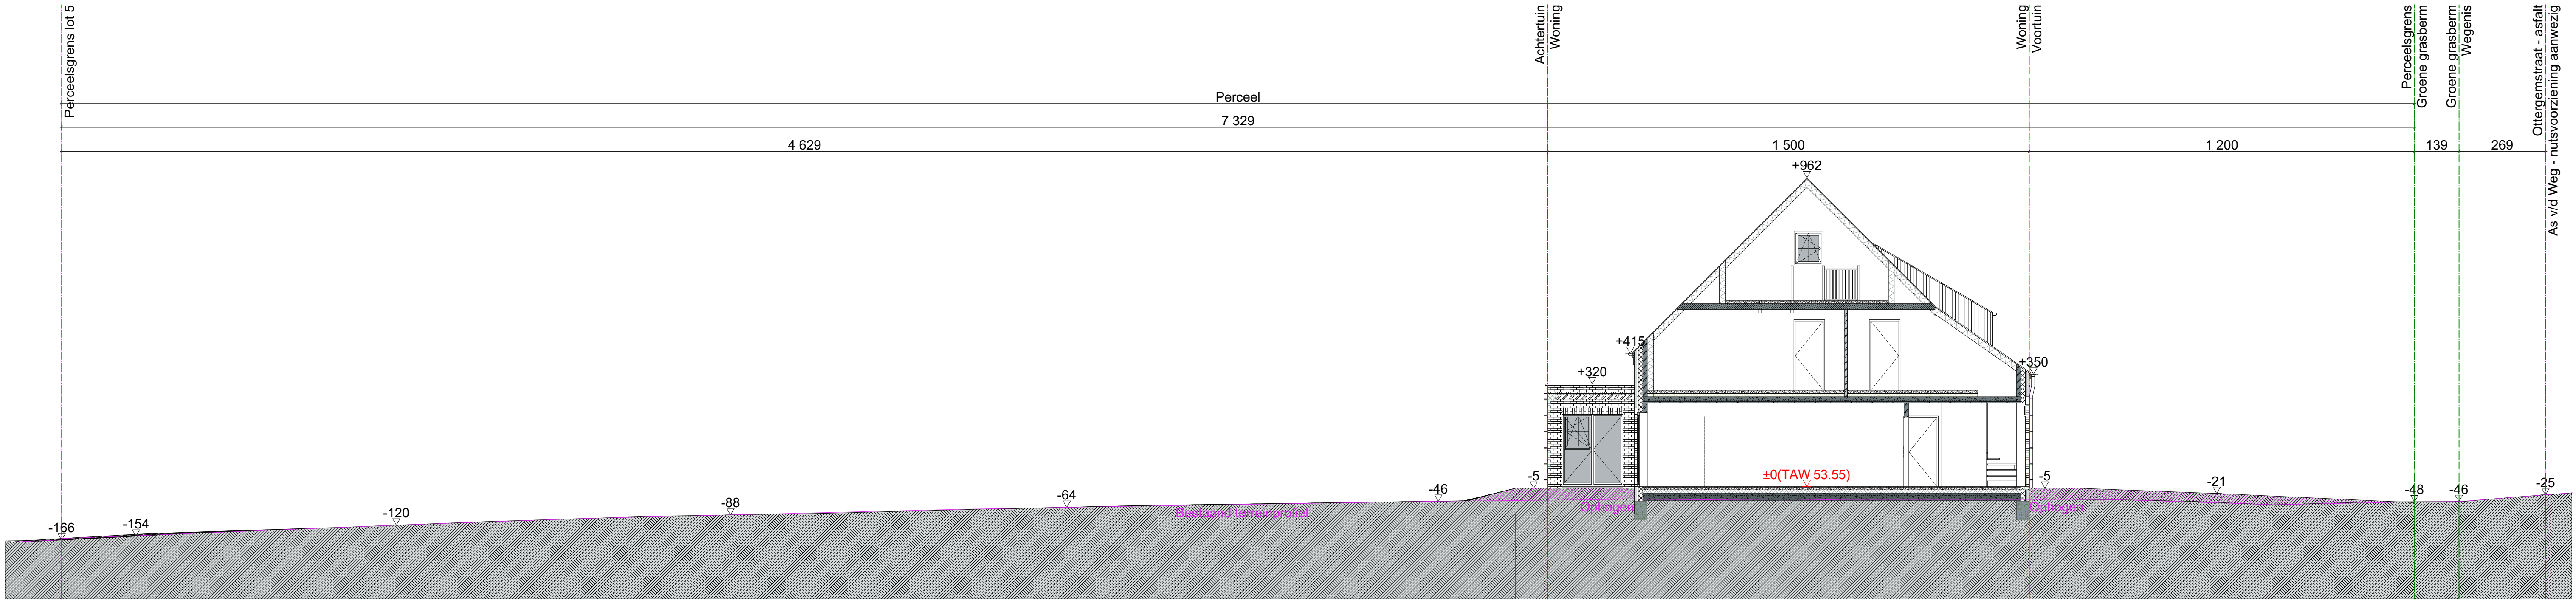 Perceelsgrens lot 5
Achtertuin
Woning
Woning
Voortuin
Perceelsgrens
Groene grasberm
Groene grasberm
Wegenis
Ottergemstraat - asfalt
As v/d Weg - nutsvoorziening aanwezig
Perceel
7 329
4 629
1 500
1 200
139
269
+962
+415
+350
+320
±0(TAW 53.55)
-166
-154
-120
-88
-64
-46
-5
-5
-21
-48
-46
-25
Bestaand terreinprofiel
Ophogen
Ophogen